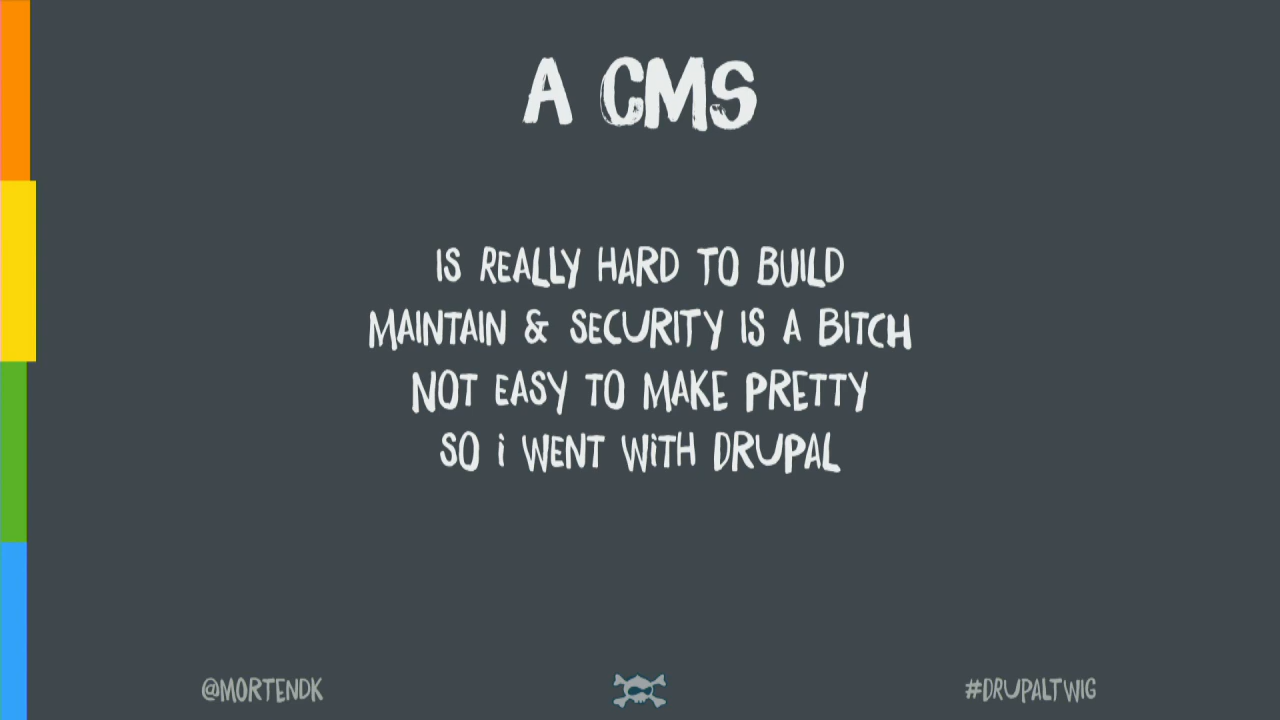 A CMS
IS REALLY HARD TO BUILD
MAINTAIN & SECURITY IS A BITCH
NOT EASY TO MAKE PRETTY
SO i WENT WiTH DRUPAL
@MORTENDK
#DRUPALTWIG